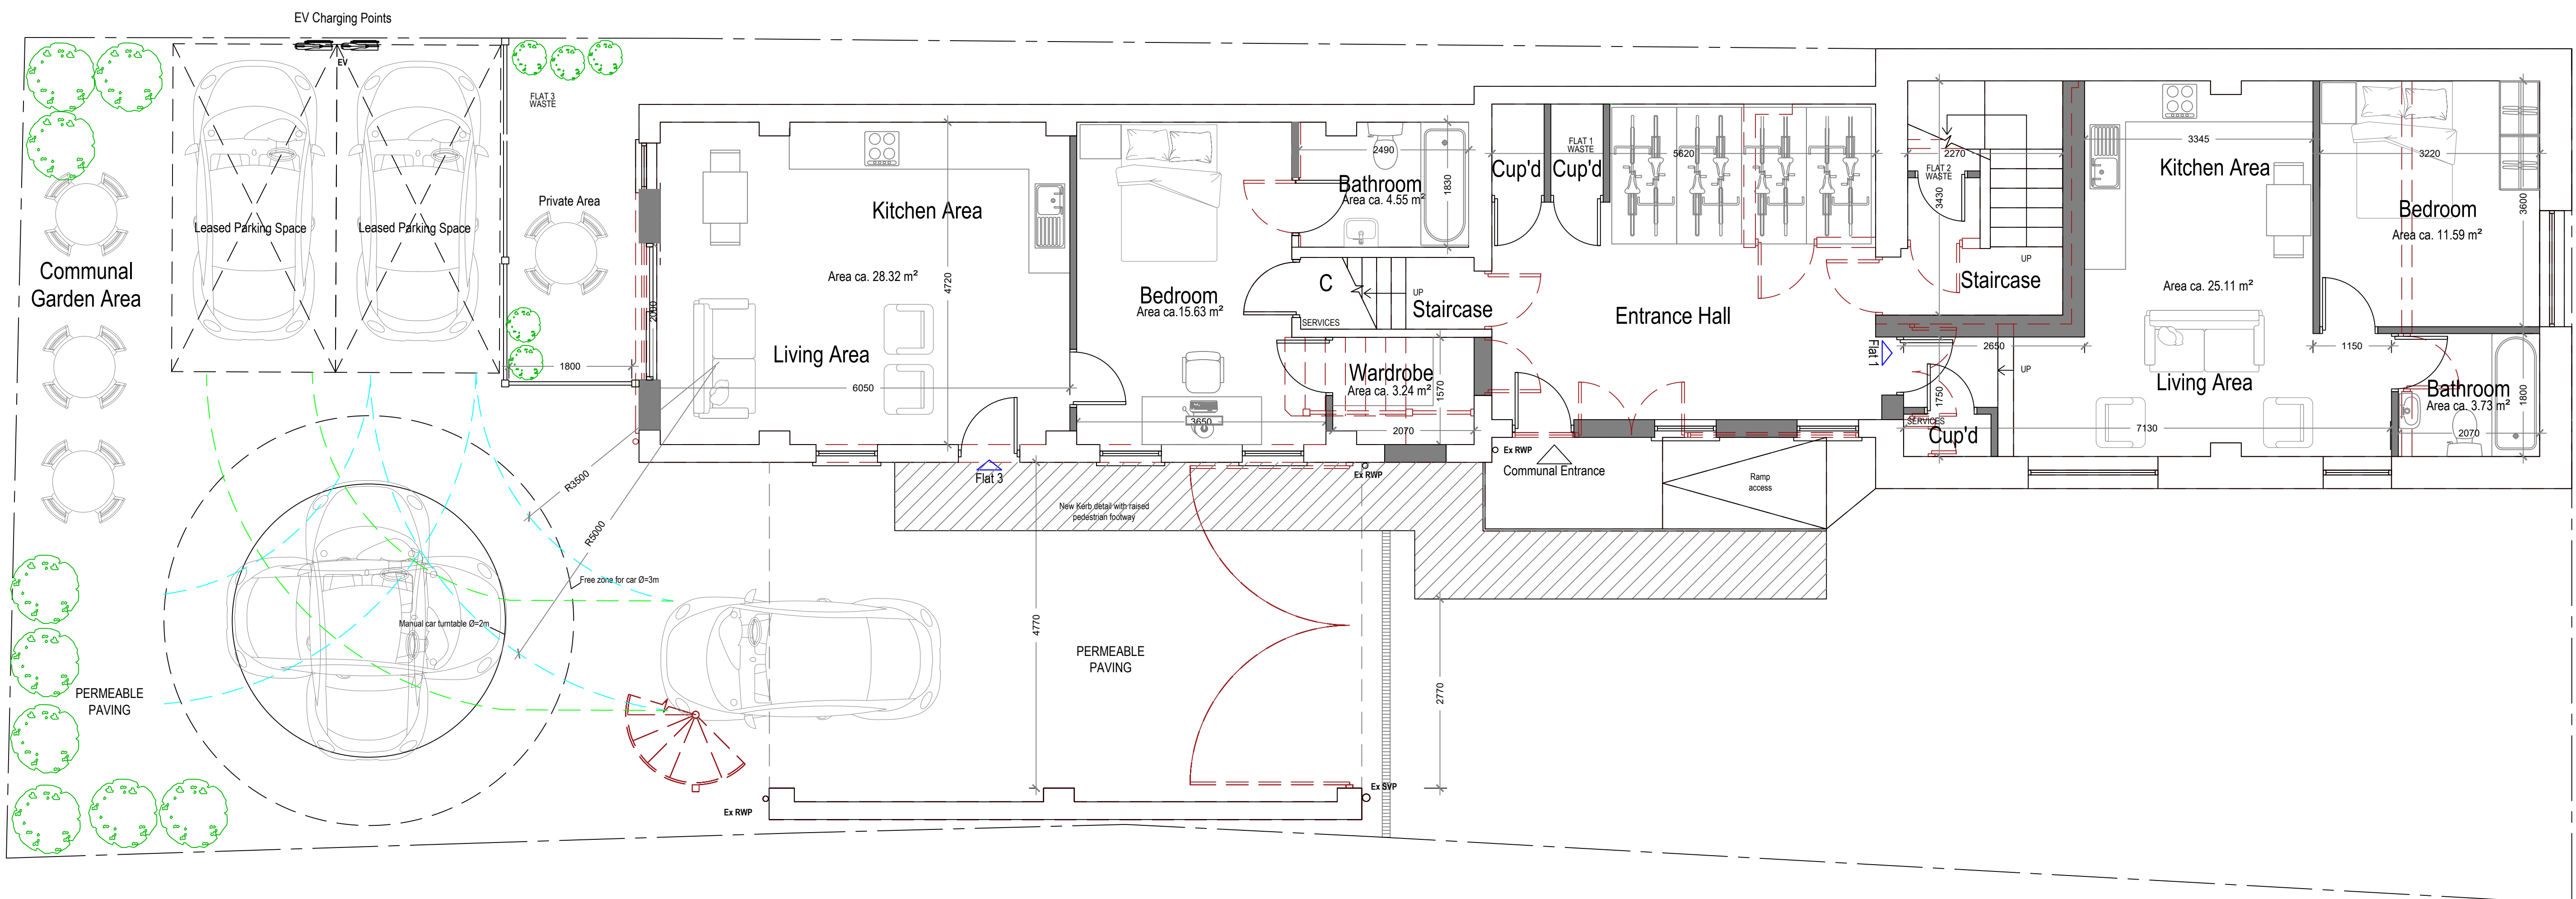 EV Charging Points
EV
FLAT 3
WASTE
Leased Parking Space
Leased Parking Space
Private Area
Communal
Garden Area
1800
2000
Kitchen Area
Area ca. 28.32 m²
4720
Living Area
6050
Bedroom
Area ca.15.63 m²
3650
2490
Bathroom
Area ca. 4.55 m²
1830
C
UP
Staircase
SERVICES
Wardrobe
Area ca. 3.24 m²
1570
2070
Cup'd
FLAT 1
WASTE
Cup'd
5620
Entrance Hall
Flat 1
2270
FLAT 2
WASTE
3430
UP
Staircase
2650
UP
1750
SERVICES
Cup'd
3345
Kitchen Area
Area ca. 25.11 m²
Living Area
7130
3220
Bedroom
Area ca. 11.59 m²
3600
1150
Bathroom
Area ca. 3.73 m²
1800
2070
Flat 3
Ex RWP
Ex RWP
Communal Entrance
Ramp
access
New Kerb detail with raised
pedestrian footway
R3500
R5000
Free zone for car Ø=3m
Manual car turntable Ø=2m
4770
PERMEABLE
PAVING
2770
PERMEABLE
PAVING
Ex RWP
Ex SVP